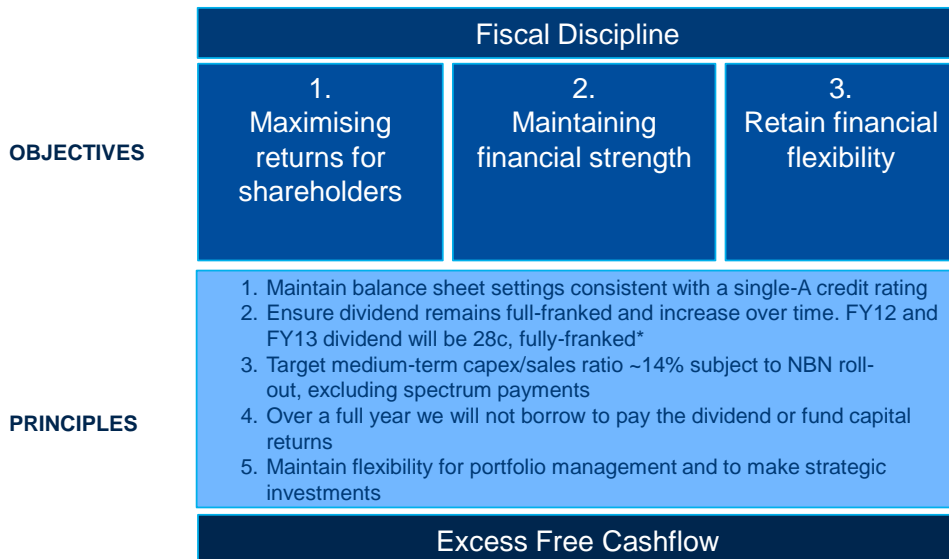 Fiscal Discipline
OBJECTIVES
1.
Maximising
returns for
shareholders
2.
Maintaining
financial strength
3.
Retain financial
flexibility
PRINCIPLES
1. Maintain balance sheet settings consistent with a single-A credit rating
2. Ensure dividend remains full-franked and increase over time. FY12 and
FY13 dividend will be 28c, fully-franked*
3. Target medium-term capex/sales ratio ~14% subject to NBN roll-
out, excluding spectrum payments
4. Over a full year we will not borrow to pay the dividend or fund capital
returns
5. Maintain flexibility for portfolio management and to make strategic
investments
Excess Free Cashflow